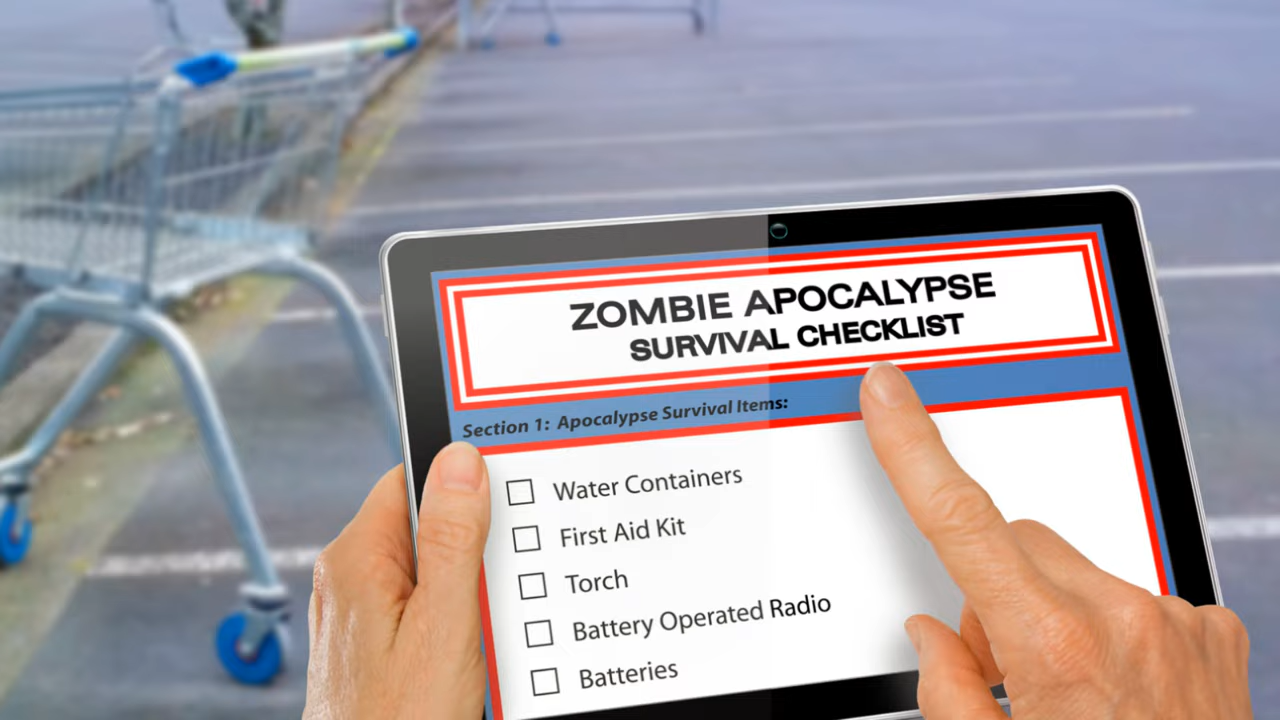 ZOMBIE APOCALYPSE
SURVIVAL CHECKLIST
Section 1: Apocalypse Survival Items:
Water Containers
First Aid Kit
Torch
Battery Operated Radio
Batteries